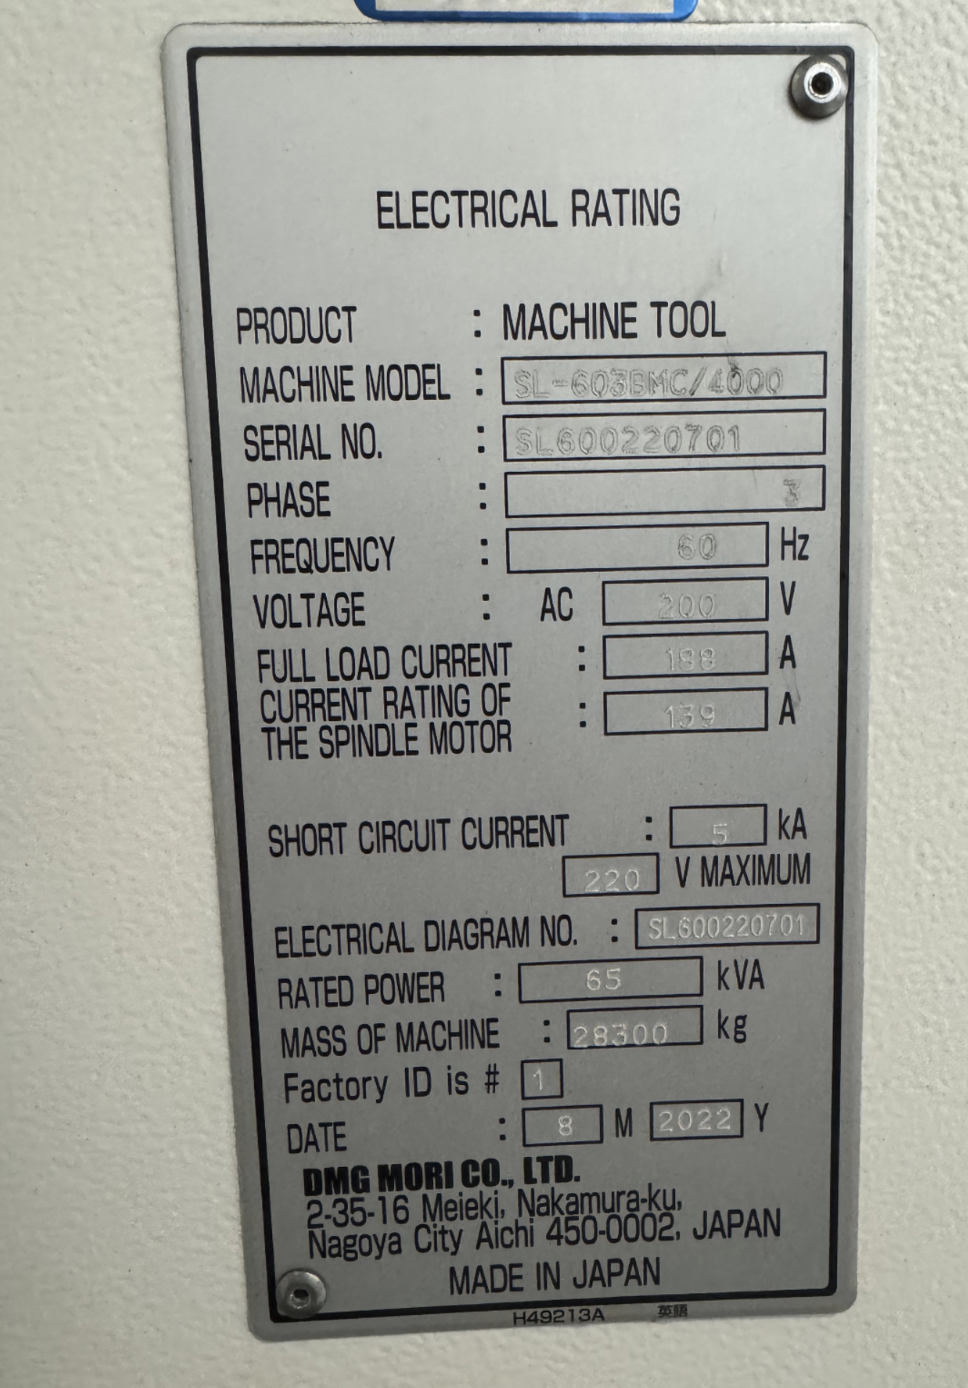 ELECTRICAL RATING
PRODUCT : MACHINE TOOL
MACHINE MODEL : SL-603BMC/4000
SERIAL NO. : SL600220701
PHASE : 3
FREQUENCY : 60 Hz
VOLTAGE : AC 200 V
FULL LOAD CURRENT : 188 A
CURRENT RATING OF
THE SPINDLE MOTOR : 139 A
SHORT CIRCUIT CURRENT : 5 kA
220 V MAXIMUM
ELECTRICAL DIAGRAM NO. : SL600220701
RATED POWER : 65 kVA
MASS OF MACHINE : 28300 kg
Factory ID is # 1
DATE : 8 M 2022 Y
DMG MORI CO., LTD.
2-35-16 Meieki, Nakamura-ku,
Nagoya City Aichi 450-0002, JAPAN
MADE IN JAPAN
H49213A 英語